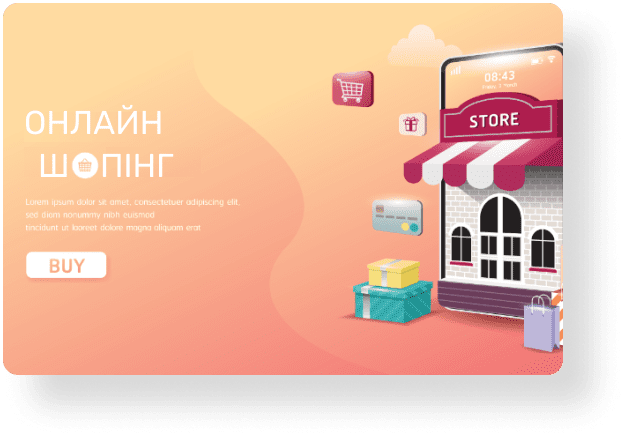 ОНЛАЙН
ШОПІНГ
Lorem ipsum dolor sit amet, consectetuer adipiscing elit,
sed diam nonummy nibh euismod
tincidunt ut laoreet dolore magna aliquam erat
BUY
08:43
STORE